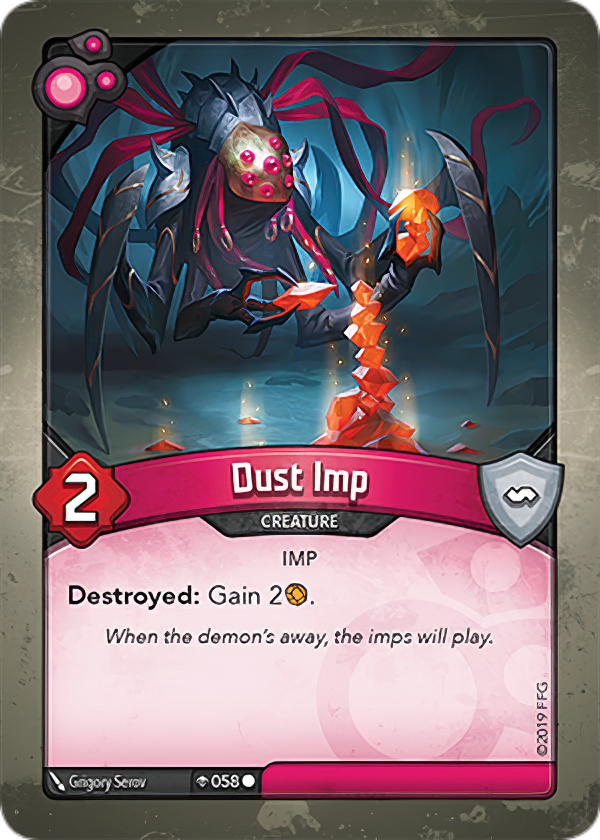 Dust Imp
2
CREATURE
IMP
Destroyed: Gain 2.
When the demon's away, the imps will play.
©2019 FFG
Grigory Serov
058